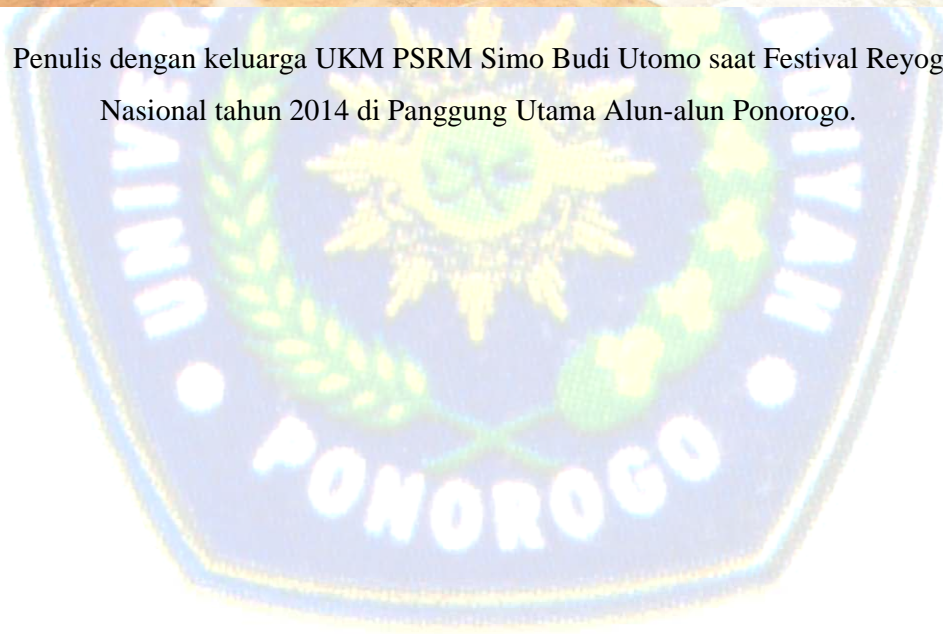 Penulis dengan keluarga UKM PSRM Simo Budi Utomo saat Festival Reyog
Nasional tahun 2014 di Panggung Utama Alun-alun Ponorogo.
PONOROGO